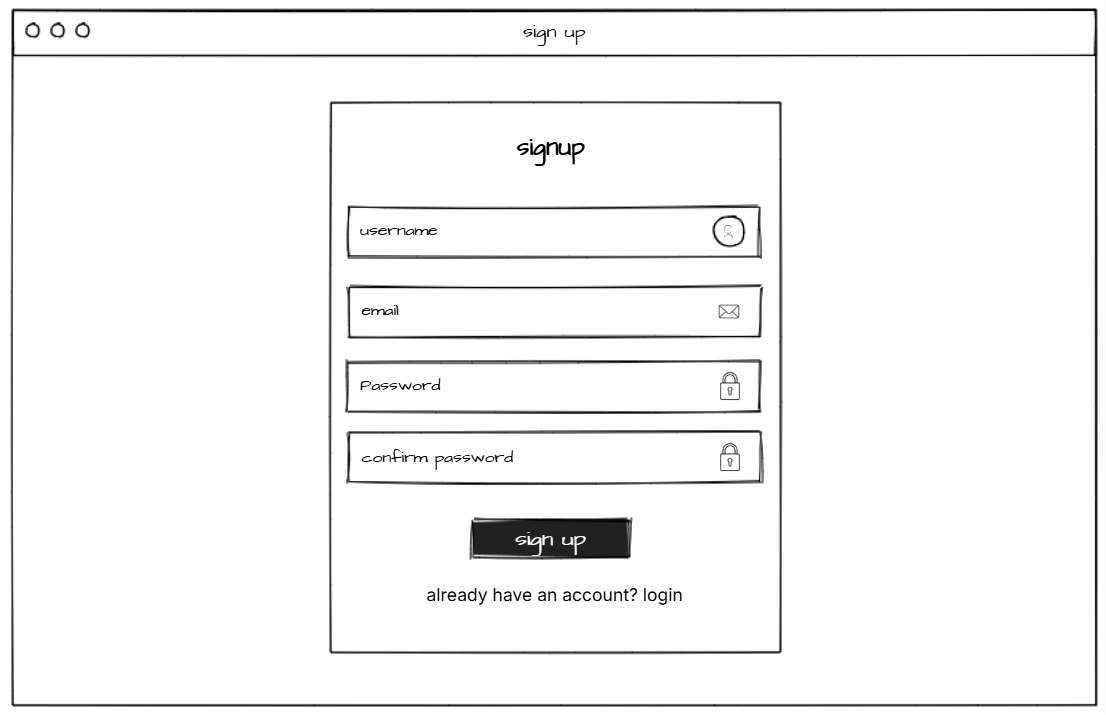 sign up
signup
username
email
Password
confirm password
sign up
already have an account? login